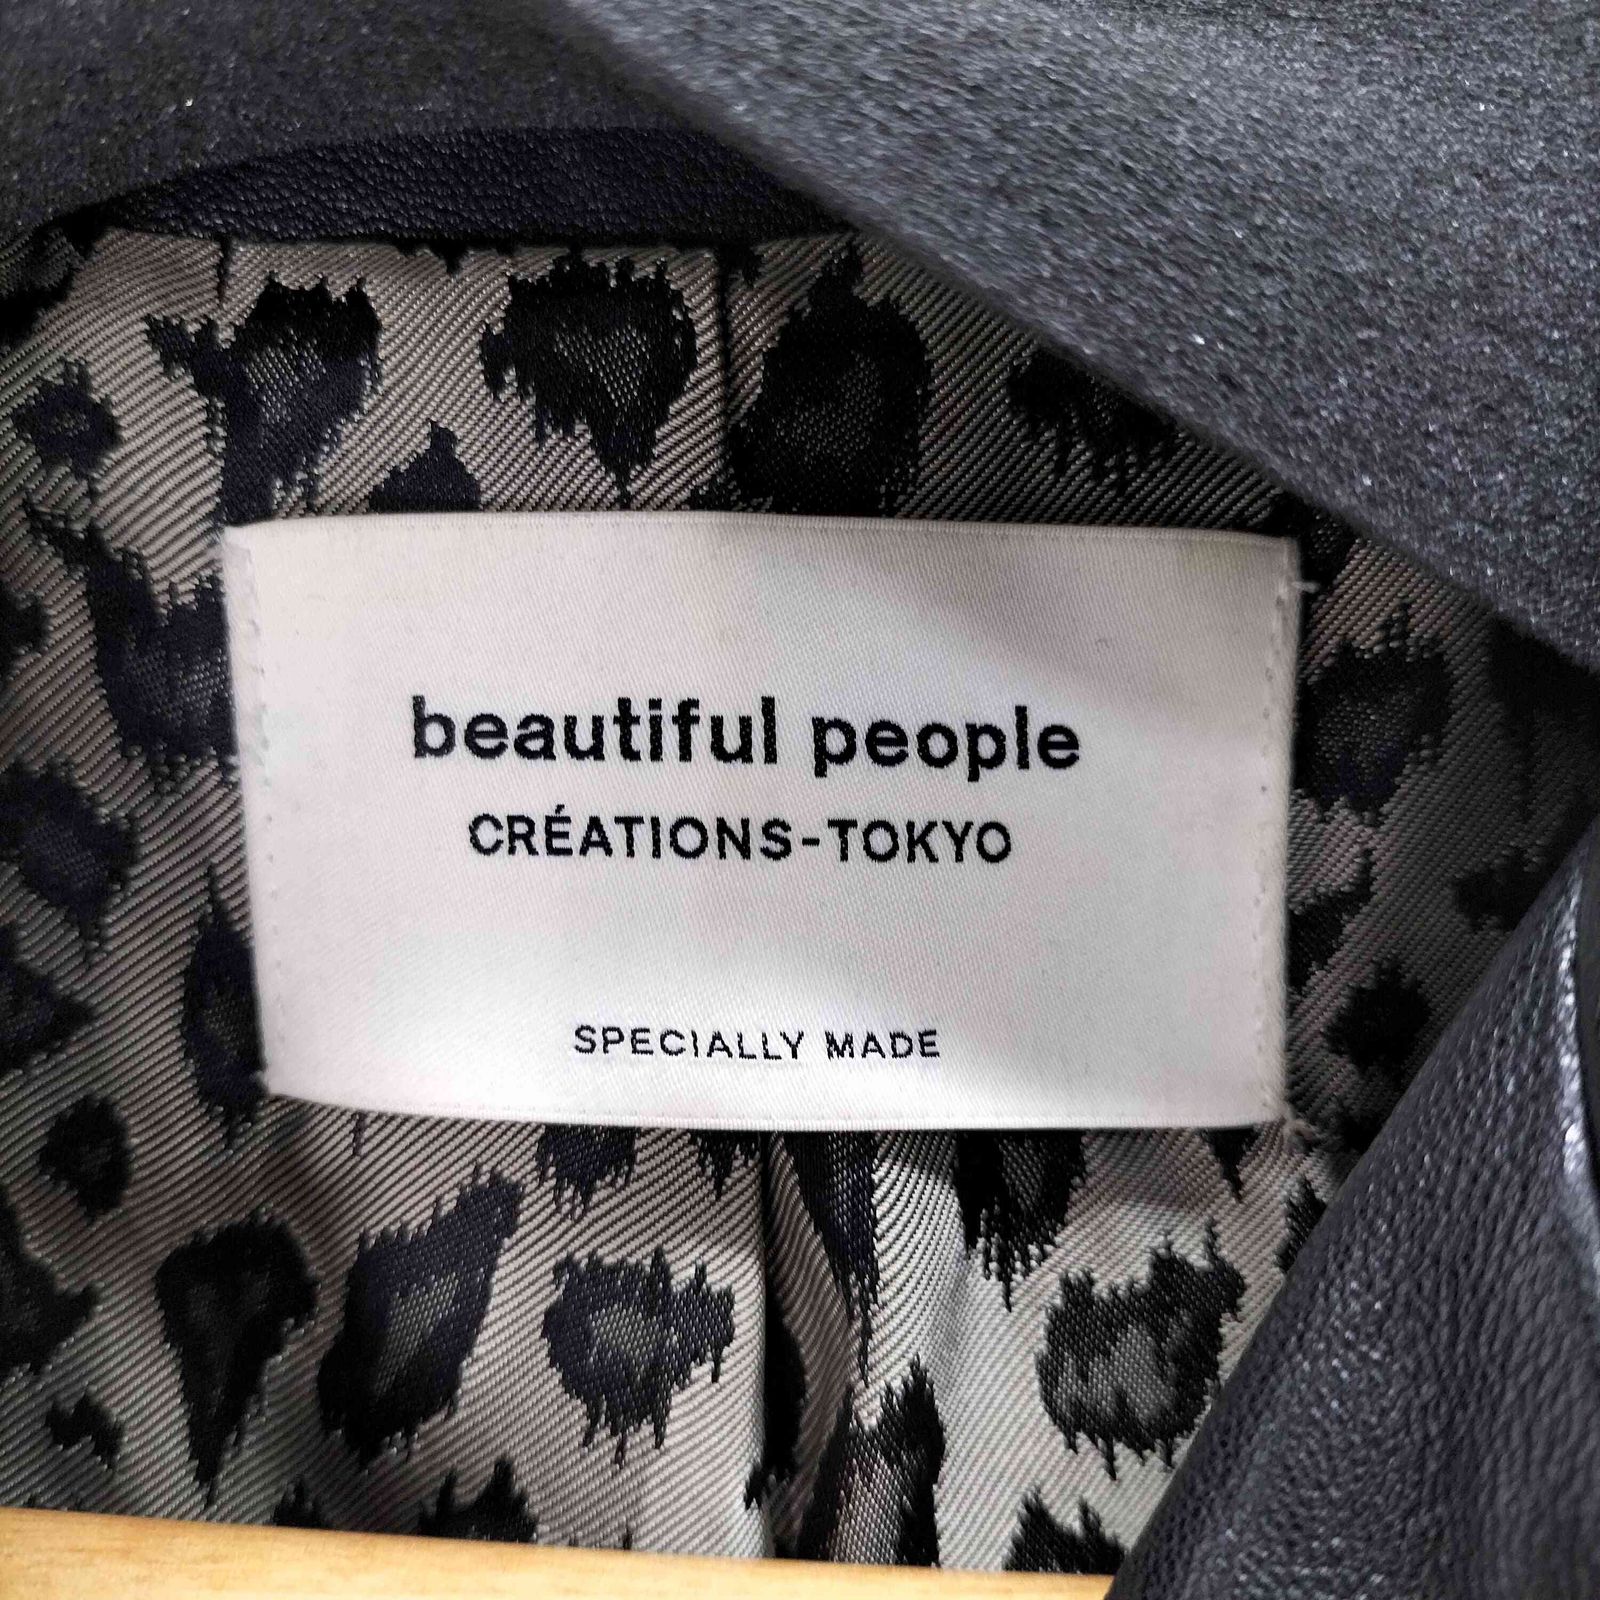 beautiful people
CRÉATIONS-TOKYO
SPECIALLY MADE